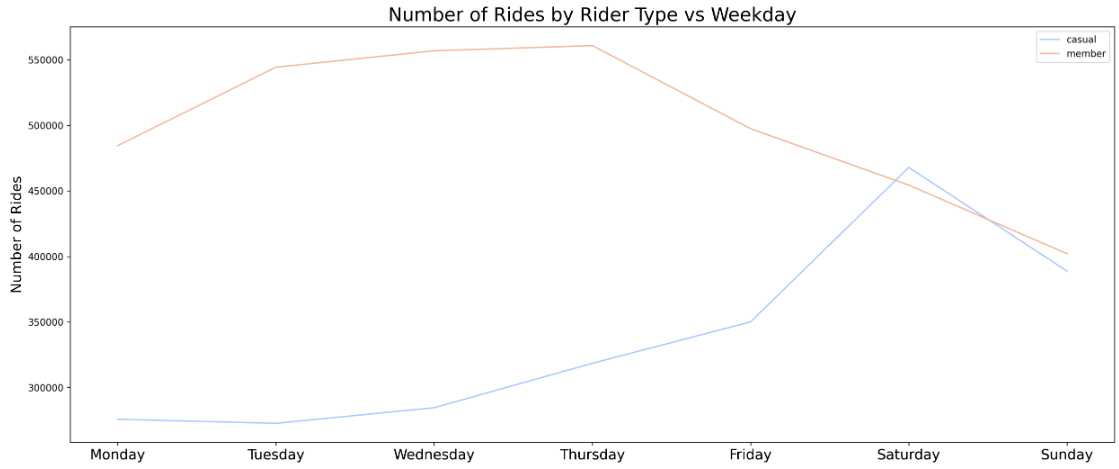 Number of Rides by Rider Type vs Weekday
casual
member
550000
500000
450000
400000
350000
300000
Number of Rides
Monday Tuesday Wednesday Thursday Friday Saturday Sunday